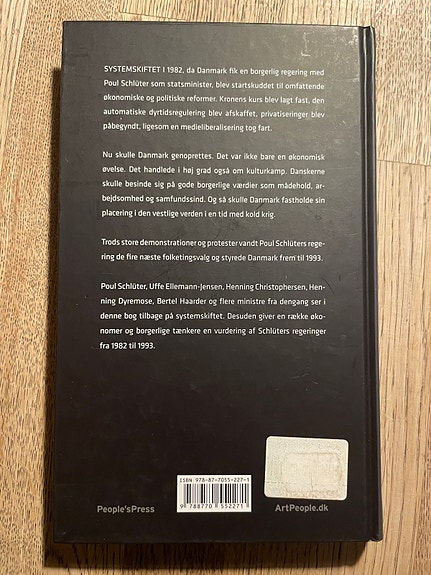 SYSTEMSKIFTET I 1982, da Danmark fik en borgerlig regering med
Poul Schlüter som statsminister, blev startskuddet til omfattende
økonomiske og politiske reformer. Kronens kurs blev lagt fast, den
automatiske dyrtidsregulering blev afskaffet, privatiseringer blev
påbegyndt, ligesom en medieliberalisering tog fart.
Nu skulle Danmark genoprettes. Det var ikke bare en økonomisk
øvelse. Det handlede i høj grad også om kulturkamp. Danskerne
skulle besinde sig på gode borgerlige værdier som mådehold, ar-
bejdsomhed og samfundssind. Og så skulle Danmark fastholde sin
placering i den vestlige verden i en tid med kold krig.
Trods store demonstrationer og protester vandt Poul Schlüters rege-
ring de fire næste folketingsvalg og styrede Danmark frem til 1993.
Poul Schlüter, Uffe Ellemann-Jensen, Henning Christophersen, Hen-
ning Dyremose, Bertel Haarder og flere ministre fra dengang ser i
denne bog tilbage på systemskiftet. Desuden giver en række øko-
nomer og borgerlige tænkere en vurdering af Schlüters regeringer
fra 1982 til 1993.
ISBN 978-87-7055-227-1
9 788770 552271
People'sPress
ArtPeople.dk